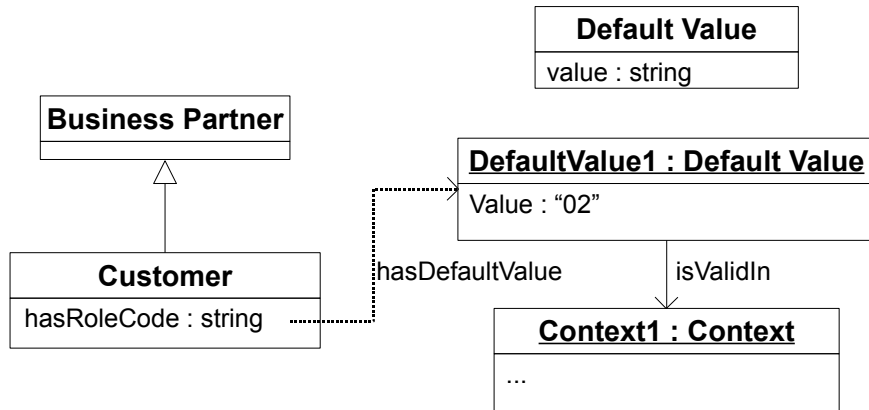 Default Value
value : string
Business Partner
DefaultValue1 : Default Value
Value : “02”
Customer
hasRoleCode : string
hasDefaultValue
isValidIn
Context1 : Context
...